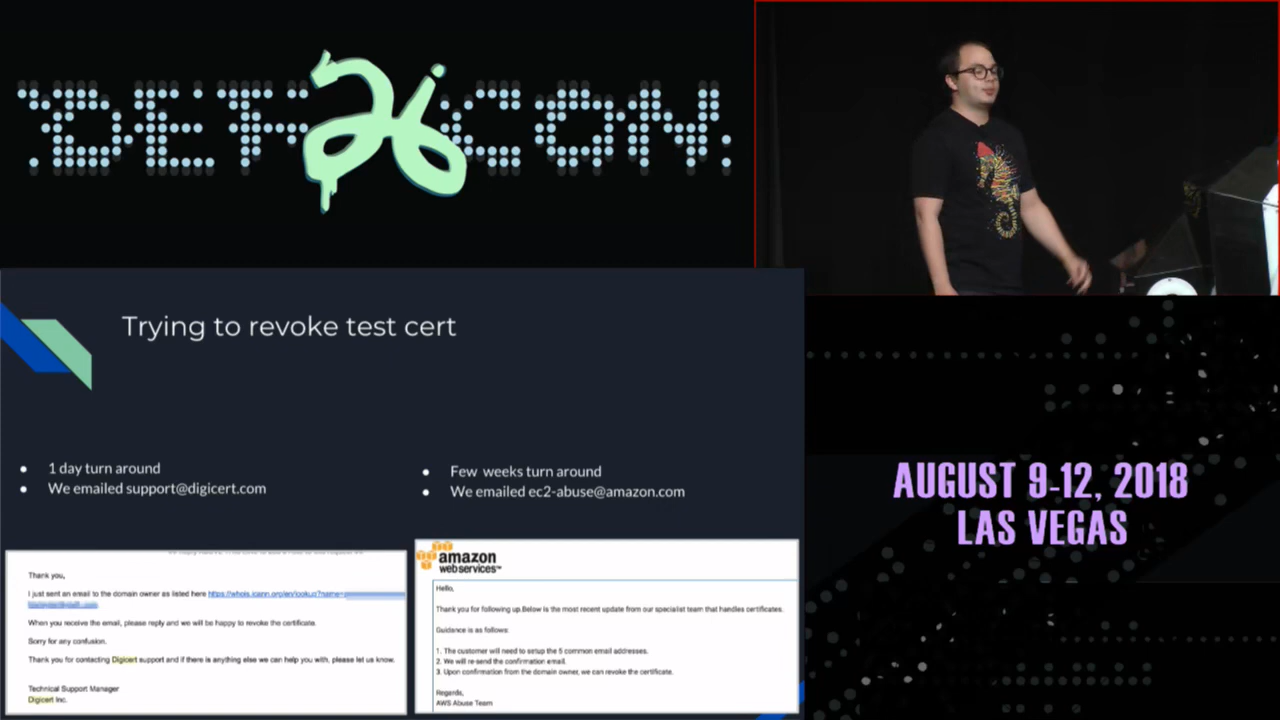 DEF CON 26
Trying to revoke test cert
● 1 day turn around
● We emailed support@digicert.com
● Few weeks turn around
● We emailed ec2-abuse@amazon.com
Thank you,
I just sent an email to the domain owner as listed here https://whois.icann.org/en/lookup?name=
When you receive the email, please reply and we will be happy to revoke the certificate.
Sorry for any confusion.
Thank you for contacting Digicert support and if there is anything else we can help you with, please let us know.
Technical Support Manager
Digicert Inc.
amazon
webservices™
Hello,
Thank you for following up.Below is the most recent update from our specialist team that handles certificates.
Guidance is as follows:
1. The customer will need to setup the 5 common email addresses.
2. We will re-send the confirmation email.
3. Upon confirmation from the domain owner, we can revoke the certificate.
Regards,
AWS Abuse Team
AUGUST 9-12, 2018
LAS VEGAS